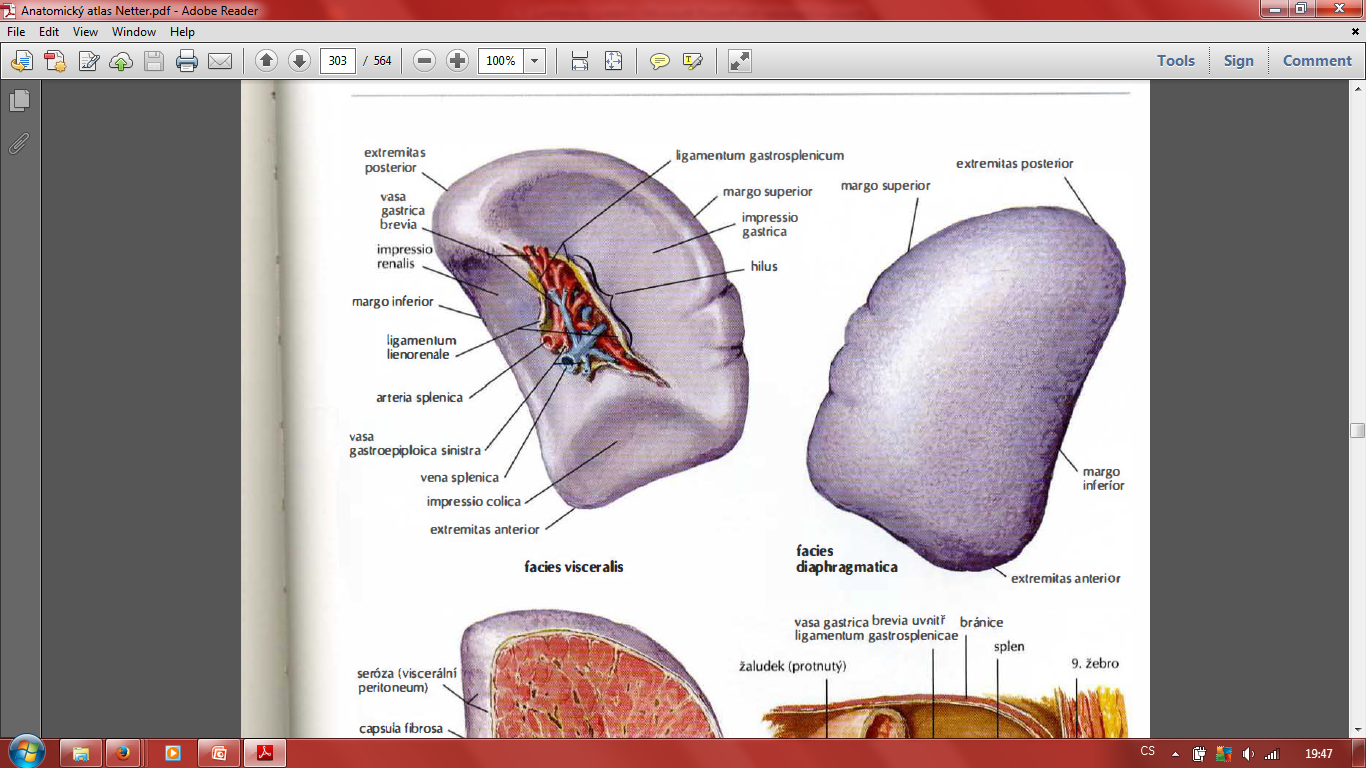 Anatomický atlas Netter.pdf - Adobe Reader
File Edit View Window Help
303 / 564 100% Tools Sign Comment
extremitas
posterior
vasa
gastrica
brevia
impressio
renalis
margo inferior
ligamentum
lienorenale
arteria splenica
vasa
gastroepiploica sinistra
vena splenica
impressio colica
extremitas anterior
ligamentum gastrosplenicum
margo superior
impressio
gastrica
hilus
facies visceralis
margo superior
extremitas posterior
margo
inferior
facies
diaphragmatica
extremitas anterior
seróza (viscerální
peritoneum)
capsula fibrosa
vasa gastrica brevia uvnitř
ligamentum gastrosplenicae
bránice
splen
žaludek (protnutý)
9. žebro
CS 19:47